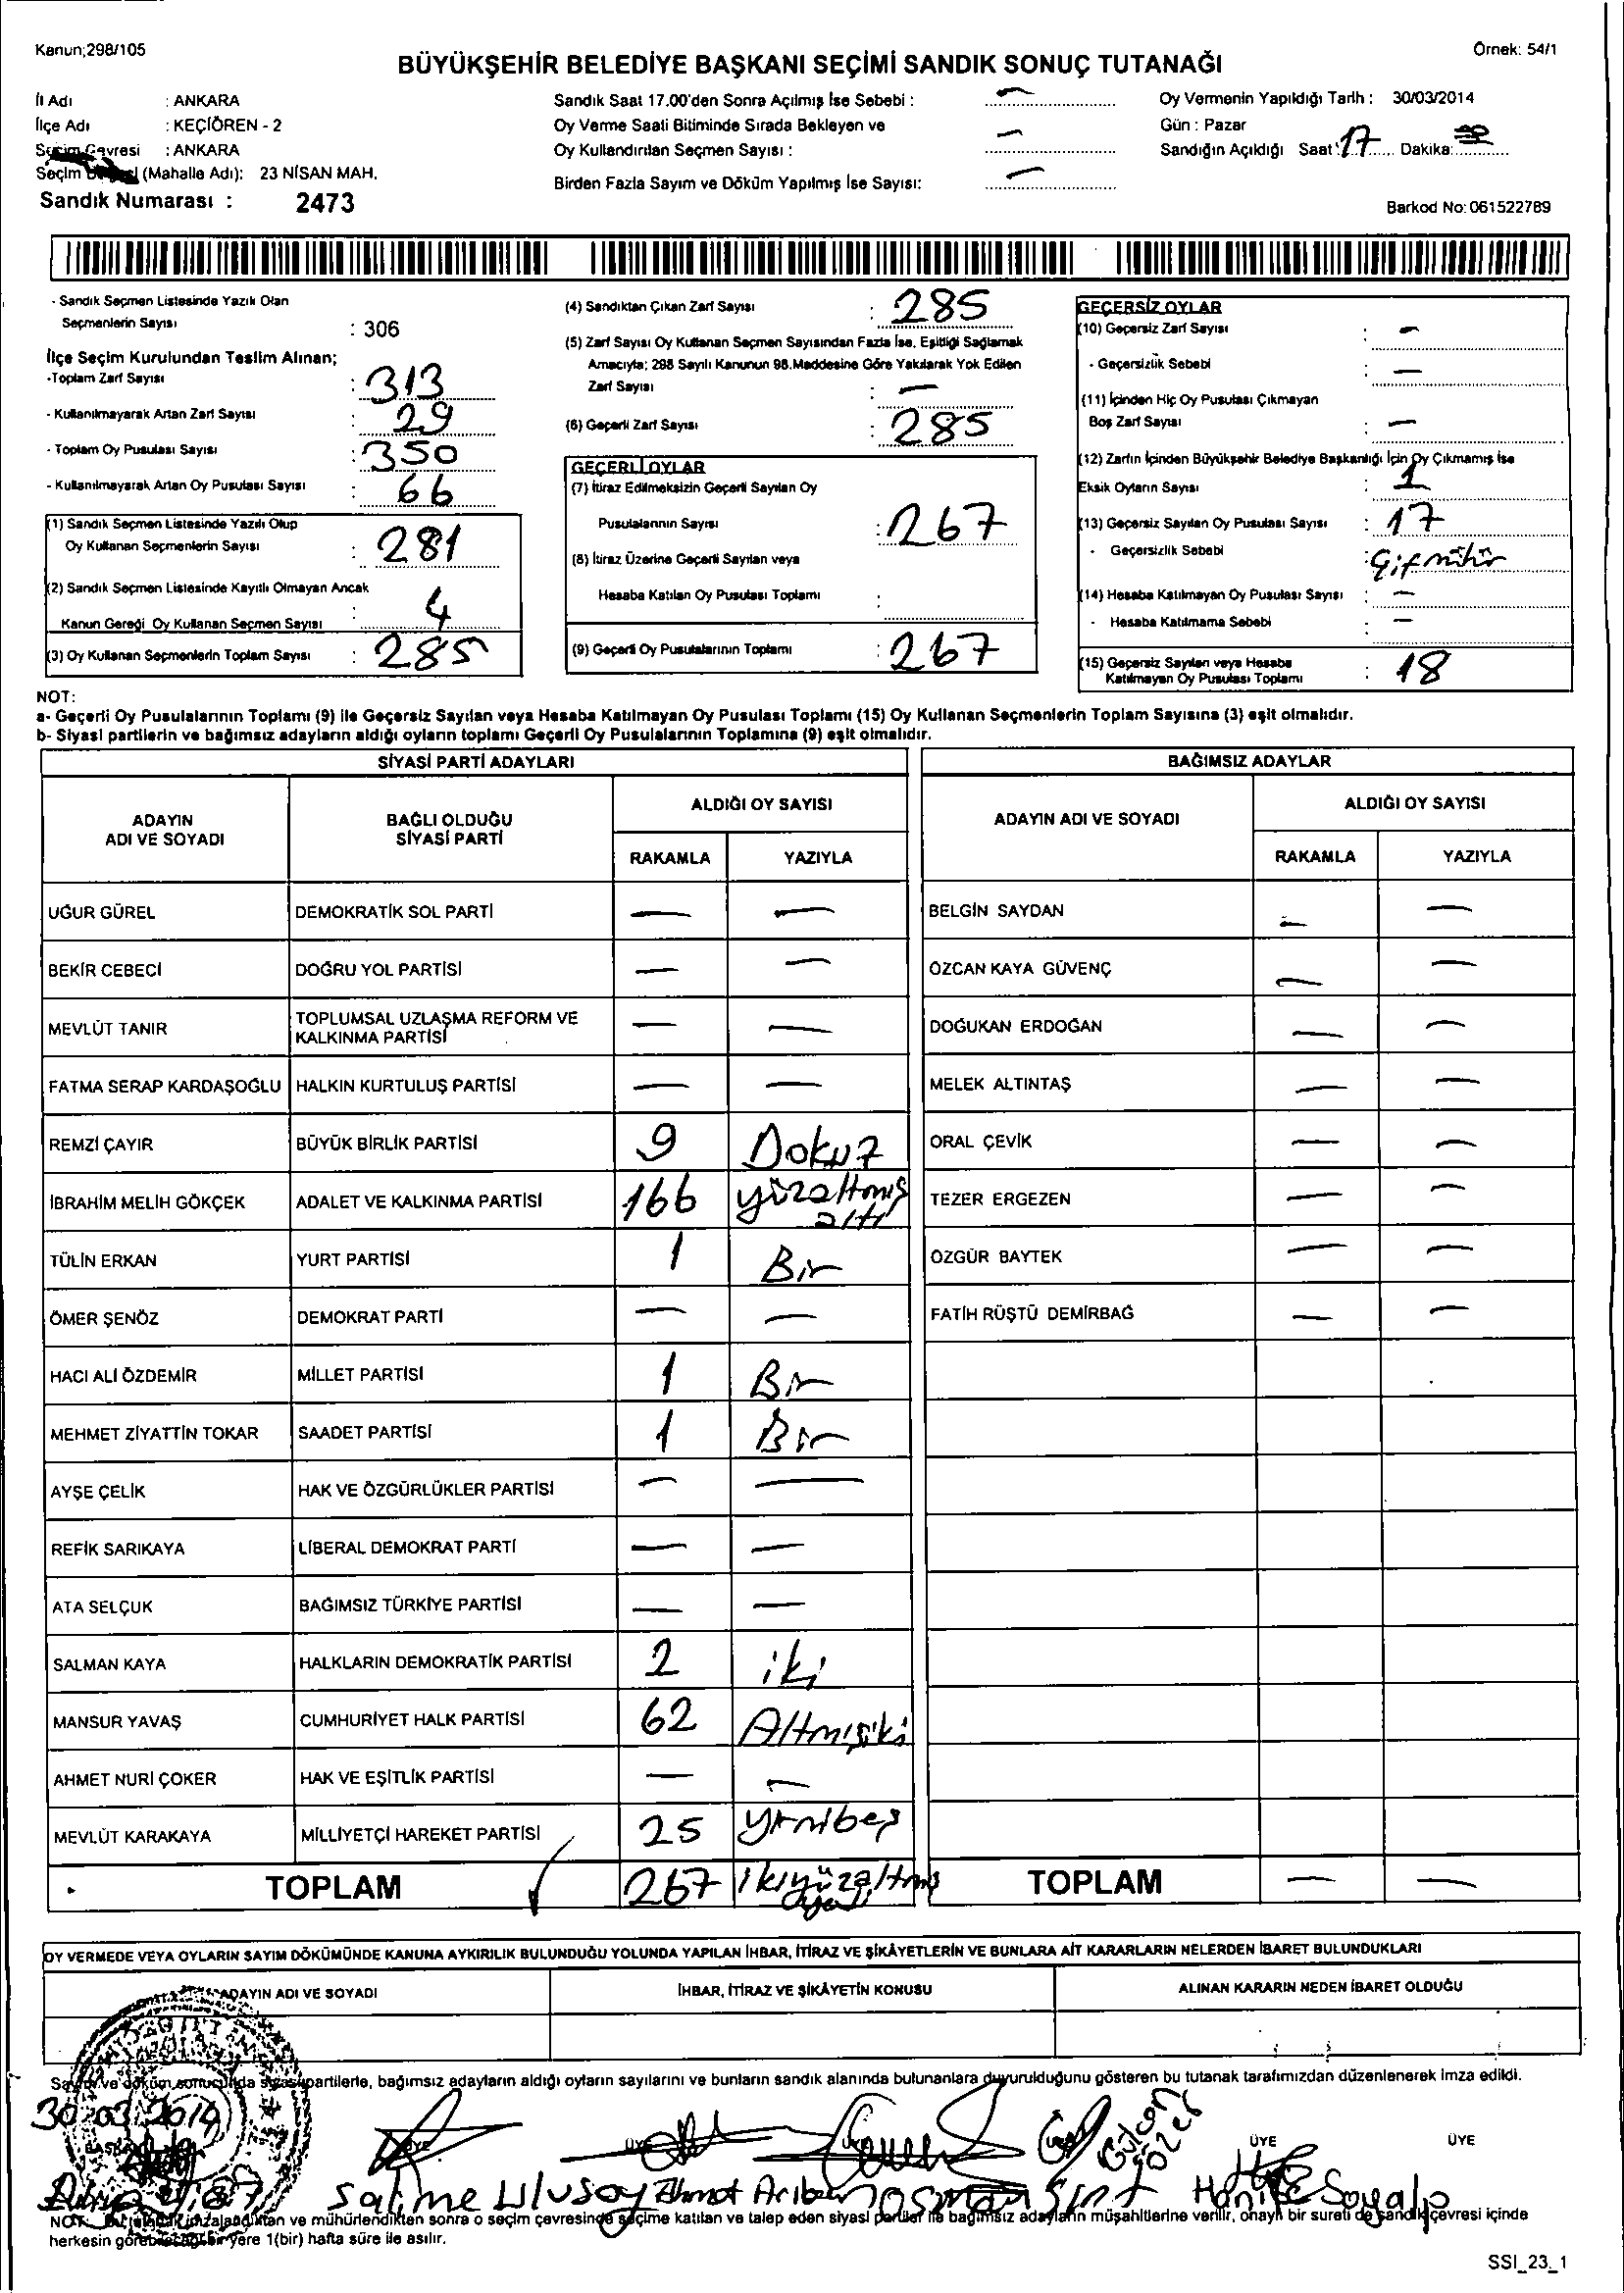 Kanun;298/105
Örnek: 54/1
BÜYÜKŞEHİR BELEDİYE BAŞKANI SEÇİMİ SANDIK SONUÇ TUTANAĞI
İl Adı : ANKARA
İlçe Adı : KEÇİÖREN - 2
Seçim Çevresi : ANKARA
Seçim (Mahalle Adı): 23 NİSAN MAH.
Sandık Numarası : 2473
Sandık Saat 17.00'den Sonra Açılmış İse Sebebi : —
Oy Verme Saati Bitiminde Sırada Bekleyen ve
Oy Kullandırılan Seçmen Sayısı : —
Birden Fazla Sayım ve Döküm Yapılmış İse Sayısı: —
Oy Vermenin Yapıldığı Tarih : 30/03/2014
Gün : Pazar
Sandığın Açıldığı Saat: 17 Dakika:
Barkod No: 061522789
- Sandık Seçmen Listesinde Yazılı Olan
Seçmenlerin Sayısı : 306
İlçe Seçim Kurulundan Teslim Alınan;
-Toplam Zarf Sayısı : 313
- Kullanılmayarak Artan Zarf Sayısı : 29
- Toplam Oy Pusulası Sayısı : 350
- Kullanılmayarak Artan Oy Pusulası Sayısı : 66
(1) Sandık Seçmen Listesinde Yazılı Olup
Oy Kullanan Seçmenlerin Sayısı : 281
(2) Sandık Seçmen Listesinde Kayıtlı Olmayan Ancak
Kanun Gereği Oy Kullanan Seçmen Sayısı : 4
(3) Oy Kullanan Seçmenlerin Toplam Sayısı : 285
(4) Sandıktan Çıkan Zarf Sayısı : 285
(5) Zarf Sayısı Oy Kullanan Seçmen Sayısından Fazla İse, Eşitliği Sağlamak
Amacıyla; 298 Sayılı Kanunun 98.Maddesine Göre Yakılarak Yok Edilen
Zarf Sayısı : —
(6) Geçerli Zarf Sayısı : 285
GEÇERLİ OYLAR
(7) İtiraz Edilmeksizin Geçerli Sayılan Oy
Pusulalarının Sayısı : 267
(8) İtiraz Üzerine Geçerli Sayılan veya
Hesaba Katılan Oy Pusulası Toplamı :
(9) Geçerli Oy Pusulalarının Toplamı : 267
GEÇERSİZ OYLAR
(10) Geçersiz Zarf Sayısı : —
- Geçersizlik Sebebi : —
(11) İçinden Hiç Oy Pusulası Çıkmayan
Boş Zarf Sayısı : —
(12) Zarfın İçinden Büyükşehir Belediye Başkanlığı İçin Oy Çıkmamış İse
Eksik Oyların Sayısı : 1
(13) Geçersiz Sayılan Oy Pusulası Sayısı : 17
- Geçersizlik Sebebi : Çift mühür
(14) Hesaba Katılmayan Oy Pusulası Sayısı : —
- Hesaba Katılmama Sebebi : —
(15) Geçersiz Sayılan veya Hesaba
Katılmayan Oy Pusulası Toplamı : 18
NOT:
a- Geçerli Oy Pusulalarının Toplamı (9) ile Geçersiz Sayılan veya Hesaba Katılmayan Oy Pusulası Toplamı (15) Oy Kullanan Seçmenlerin Toplam Sayısına (3) eşit olmalıdır.
b- Siyasi partilerin ve bağımsız adayların aldığı oyların toplamı Geçerli Oy Pusulalarının Toplamına (9) eşit olmalıdır.
SİYASİ PARTİ ADAYLARI
ADAYIN ADI VE SOYADI BAĞLI OLDUĞU SİYASİ PARTİ ALDIĞI OY SAYISI
RAKAMLA YAZIYLA
UĞUR GÜREL DEMOKRATİK SOL PARTİ — —
BEKİR CEBECİ DOĞRU YOL PARTİSİ — —
MEVLÜT TANIR TOPLUMSAL UZLAŞMA REFORM VE KALKINMA PARTİSİ — —
FATMA SERAP KARDAŞOĞLU HALKIN KURTULUŞ PARTİSİ — —
REMZİ ÇAYIR BÜYÜK BİRLİK PARTİSİ 9 Dokuz
İBRAHİM MELİH GÖKÇEK ADALET VE KALKINMA PARTİSİ 166 yüzaltmış altı
TÜLİN ERKAN YURT PARTİSİ 1 Bir
ÖMER ŞENÖZ DEMOKRAT PARTİ — —
HACI ALİ ÖZDEMİR MİLLET PARTİSİ 1 Bir
MEHMET ZİYATTİN TOKAR SAADET PARTİSİ 1 Bir
AYŞE ÇELİK HAK VE ÖZGÜRLÜKLER PARTİSİ — —
REFİK SARIKAYA LİBERAL DEMOKRAT PARTİ — —
ATA SELÇUK BAĞIMSIZ TÜRKİYE PARTİSİ — —
SALMAN KAYA HALKLARIN DEMOKRATİK PARTİSİ 2 iki
MANSUR YAVAŞ CUMHURİYET HALK PARTİSİ 62 Altmışiki
AHMET NURİ ÇOKER HAK VE EŞİTLİK PARTİSİ — —
MEVLÜT KARAKAYA MİLLİYETÇİ HAREKET PARTİSİ 25 yirmibeş
TOPLAM 267 ikiyüzaltmış yedi
BAĞIMSIZ ADAYLAR
ADAYIN ADI VE SOYADI ALDIĞI OY SAYISI
RAKAMLA YAZIYLA
BELGİN SAYDAN — —
ÖZCAN KAYA GÜVENÇ — —
DOĞUKAN ERDOĞAN — —
MELEK ALTINTAŞ — —
ORAL ÇEVİK — —
TEZER ERGEZEN — —
ÖZGÜR BAYTEK — —
FATİH RÜŞTÜ DEMİRBAĞ — —
TOPLAM — —
OY VERMEDE VEYA OYLARIN SAYIM DÖKÜMÜNDE KANUNA AYKIRILIK BULUNDUĞU YOLUNDA YAPILAN İHBAR, İTİRAZ VE ŞİKÂYETLERİN VE BUNLARA AİT KARARLARIN NELERDEN İBARET BULUNDUKLARI
ADAYIN ADI VE SOYADI İHBAR, İTİRAZ VE ŞİKÂYETİN KONUSU ALINAN KARARIN NEDEN İBARET OLDUĞU
Sayım ve döküm sonucunda siyasi partilerle, bağımsız adayların aldığı oyların sayılarını ve bunların sandık alanında bulunanlara duyurulduğunu gösteren bu tutanak tarafımızdan düzenlenerek imza edildi.
30.03.2014
BAŞKAN ÜYE ÜYE ÜYE ÜYE ÜYE ÜYE
Gülcan Gözet
Salime Ulusoy Osman Hanife Soyalp
NOT: ve mühürlendikten sonra o seçim çevresinde seçime katılan ve talep eden siyasi partiler ile bağımsız adayların müşahitlerine verilir, onaylı bir sureti de sandık çevresi içinde
herkesin görebileceği bir yere 1(bir) hafta süre ile asılır.
SSI_23_1